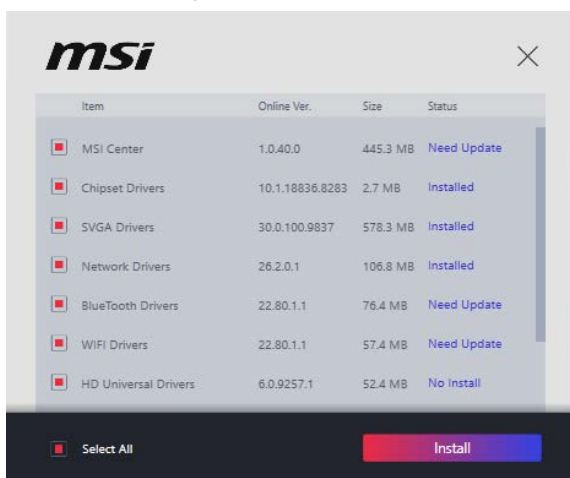 msi
Item Online Ver. Size Status
MSI Center 1.0.40.0 445.3 MB Need Update
Chipset Drivers 10.1.18836.8283 2.7 MB Installed
SVGA Drivers 30.0.100.9837 578.3 MB Installed
Network Drivers 26.2.0.1 106.8 MB Installed
BlueTooth Drivers 22.80.1.1 76.4 MB Need Update
WIFI Drivers 22.80.1.1 57.4 MB Need Update
HD Universal Drivers 6.0.9257.1 52.4 MB No Install
Select All Install